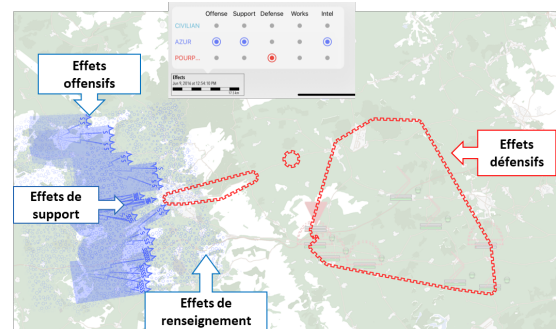 Offense Support Defense Works Intel
CIVILIAN
AZUR
POURP...
Effects
Effets
offensifs
Effets
défensifs
Effets de
support
Effets de
renseignement